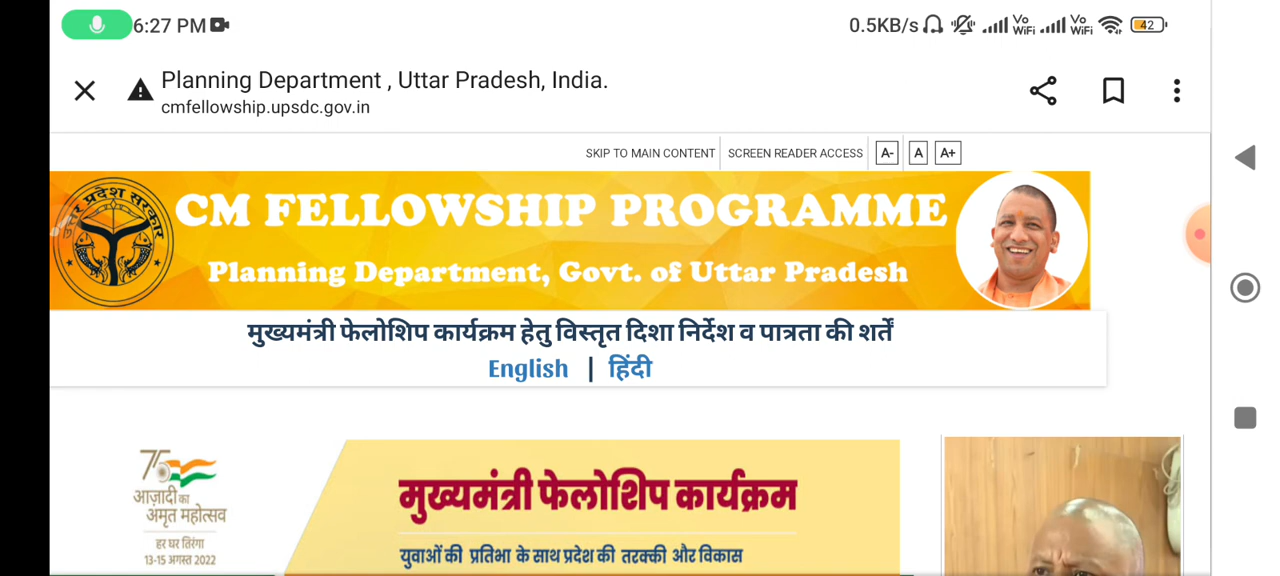 6:27 PM
0.5KB/s
Vo WiFi
Vo WiFi
42
Planning Department , Uttar Pradesh, India.
cmfellowship.upsdc.gov.in
SKIP TO MAIN CONTENT SCREEN READER ACCESS A- A A+
उत्तर प्रदेश सरकार
CM FELLOWSHIP PROGRAMME
Planning Department, Govt. of Uttar Pradesh
मुख्यमंत्री फेलोशिप कार्यक्रम हेतु विस्तृत दिशा निर्देश व पात्रता की शर्तें
English | हिंदी
75
आज़ादी का
अमृत महोत्सव
हर घर तिरंगा
13-15 अगस्त 2022
मुख्यमंत्री फेलोशिप कार्यक्रम
युवाओं की प्रतिभा के साथ प्रदेश की तरक्की और विकास